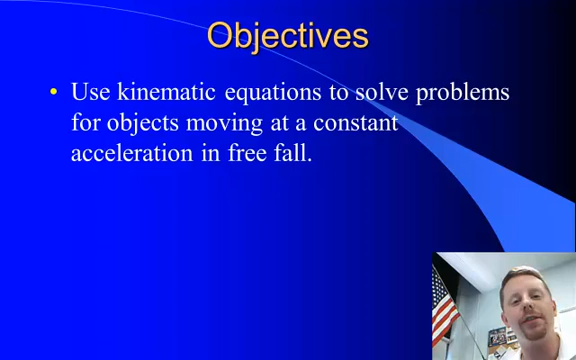 Objectives
• Use kinematic equations to solve problems
for objects moving at a constant
acceleration in free fall.